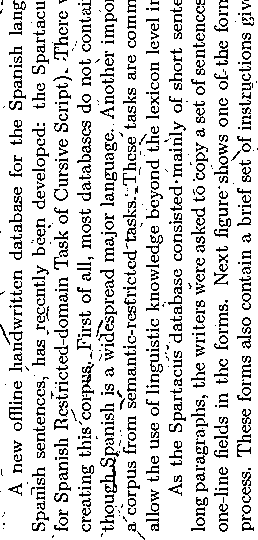 A new offline handwritten database for the Spanish lang
Spanish sentences, has recently been developed: the Spartacu
for Spanish Restricted-domain Task of Cursive Script). There
creating this corpus. First of all, most databases do not contai
though Spanish is a widespread major language. Another impor
a corpus from semantic-restricted tasks. These tasks are comm
allow the use of linguistic knowledge beyond the lexicon level in
As the Spartacus database consisted mainly of short sente
long paragraphs, the writers were asked to copy a set of sentences
one-line fields in the forms. Next figure shows one of the form
process. These forms also contain a brief set of instructions give